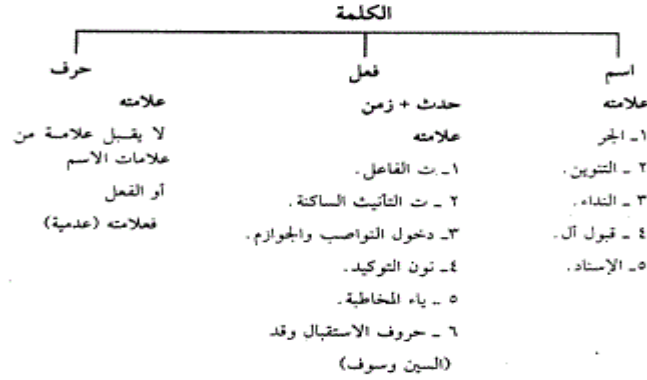 الكلمة
اسم
علامته
١ـ الجر
٢ ـ التنوين.
٣ ـ النداء.
٤ ـ قبول آل.
٥ـ الإسناد.
فعل
حدث + زمن
علامته
١ـ ت الفاعل.
٢ ـ ت التأنيث الساكنة.
٣ـ دخول النواصب والجوازم.
٤ـ نون التوكيد.
٥ ـ ياء المخاطبة.
٦ ـ حروف الاستقبال وقد
(السين وسوف)
حرف
علامته
لا يقبل علامة من
علامات الاسم
أو الفعل
فعلامته (عدمية)